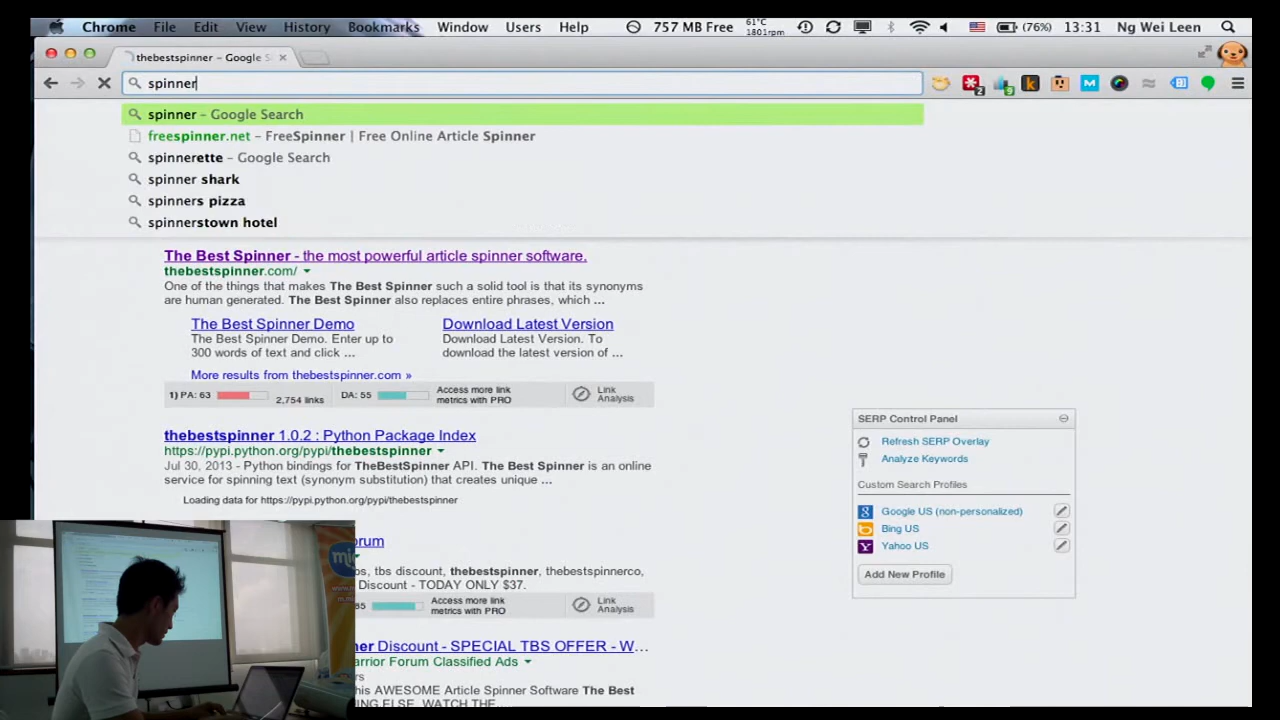 Chrome File Edit View History Bookmarks Window Users Help 757 MB Free 61°C 1801rpm (76%) 13:31 Ng Wei Leen
thebestspinner - Google S
spinner
spinner – Google Search
freespinner.net – FreeSpinner | Free Online Article Spinner
spinnerette – Google Search
spinner shark
spinners pizza
spinnerstown hotel
The Best Spinner - the most powerful article spinner software.
thebestspinner.com/
One of the things that makes The Best Spinner such a solid tool is that its synonyms
are human generated. The Best Spinner also replaces entire phrases, which ...
The Best Spinner Demo
The Best Spinner Demo. Enter up to
300 words of text and click ...
Download Latest Version
Download Latest Version. To
download the latest version of ...
More results from thebestspinner.com »
1) PA: 63 2,754 links DA: 55 Access more link metrics with PRO Link Analysis
thebestspinner 1.0.2 : Python Package Index
https://pypi.python.org/pypi/thebestspinner
Jul 30, 2013 - Python bindings for TheBestSpinner API. The Best Spinner is an online
service for spinning text (synonym substitution) that creates unique ...
Loading data for https://pypi.python.org/pypi/thebestspinner
orum
os, tbs discount, thebestspinner, thebestspinnerco,
Discount - TODAY ONLY $37.
85 Access more link metrics with PRO Link Analysis
ner Discount - SPECIAL TBS OFFER - W...
arrior Forum Classified Ads
rs
his AWESOME Article Spinner Software The Best
ING ELSE. WATCH THE...
SERP Control Panel
Refresh SERP Overlay
Analyze Keywords
Custom Search Profiles
Google US (non-personalized)
Bing US
Yahoo US
Add New Profile